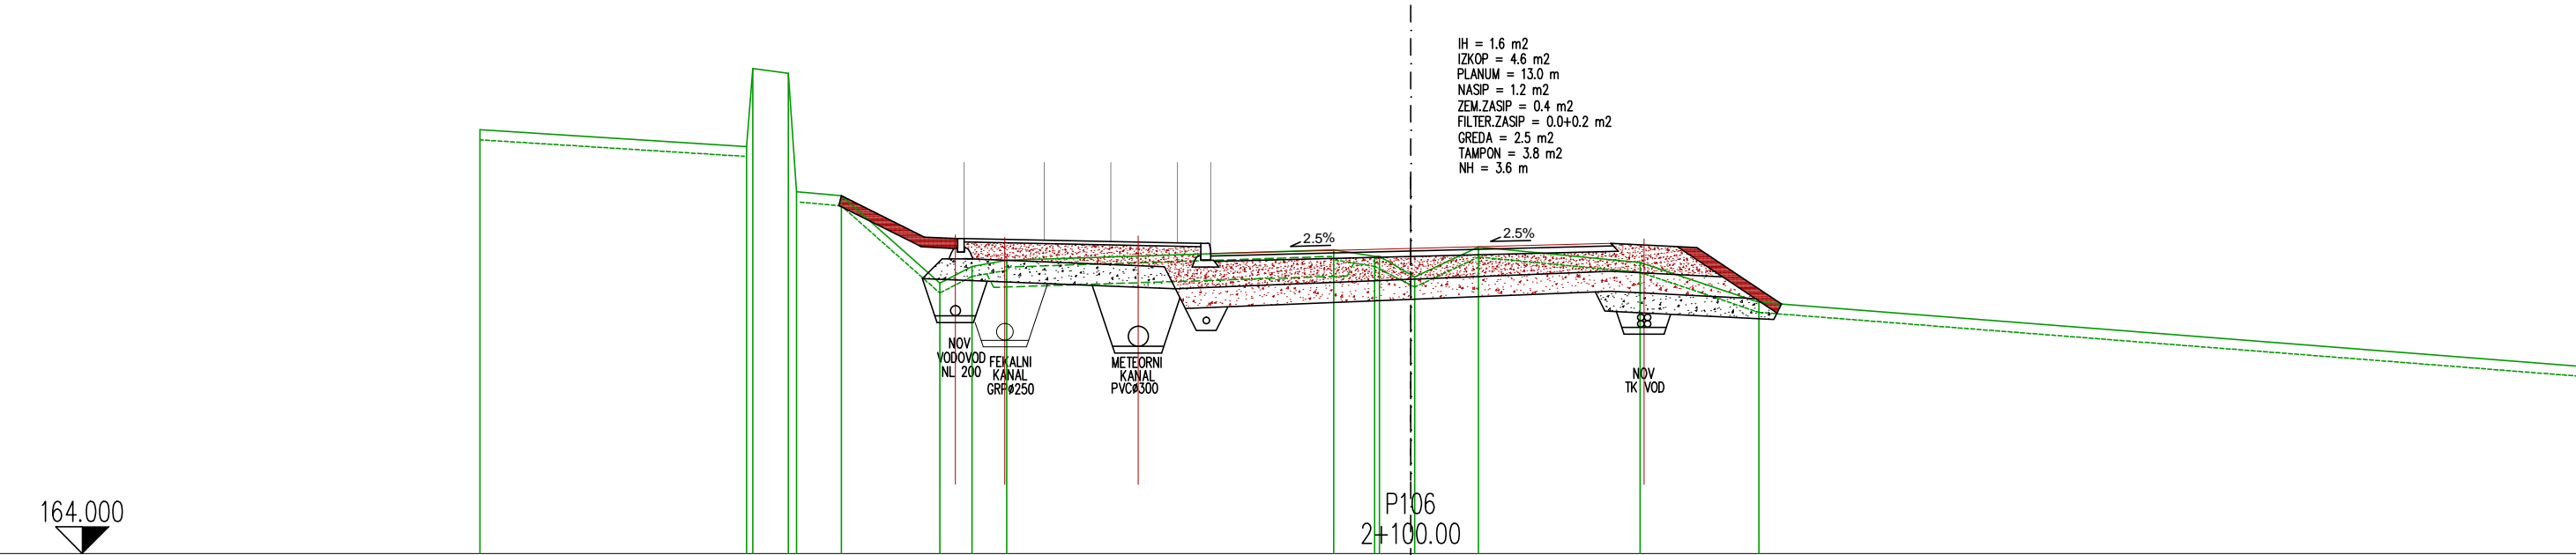 IH = 1.6 m2
IZKOP = 4.6 m2
PLANUM = 13.0 m
NASIP = 1.2 m2
ZEM.ZASIP = 0.4 m2
FILTER.ZASIP = 0.0+0.2 m2
GREDA = 2.5 m2
TAMPON = 3.8 m2
NH = 3.6 m
2.5%
2.5%
NOV
VODOVOD
NL 200
FEKALNI
KANAL
GRPø250
METEORNI
KANAL
PVCø300
NOV
TK VOD
164.000
P106
2+100.00